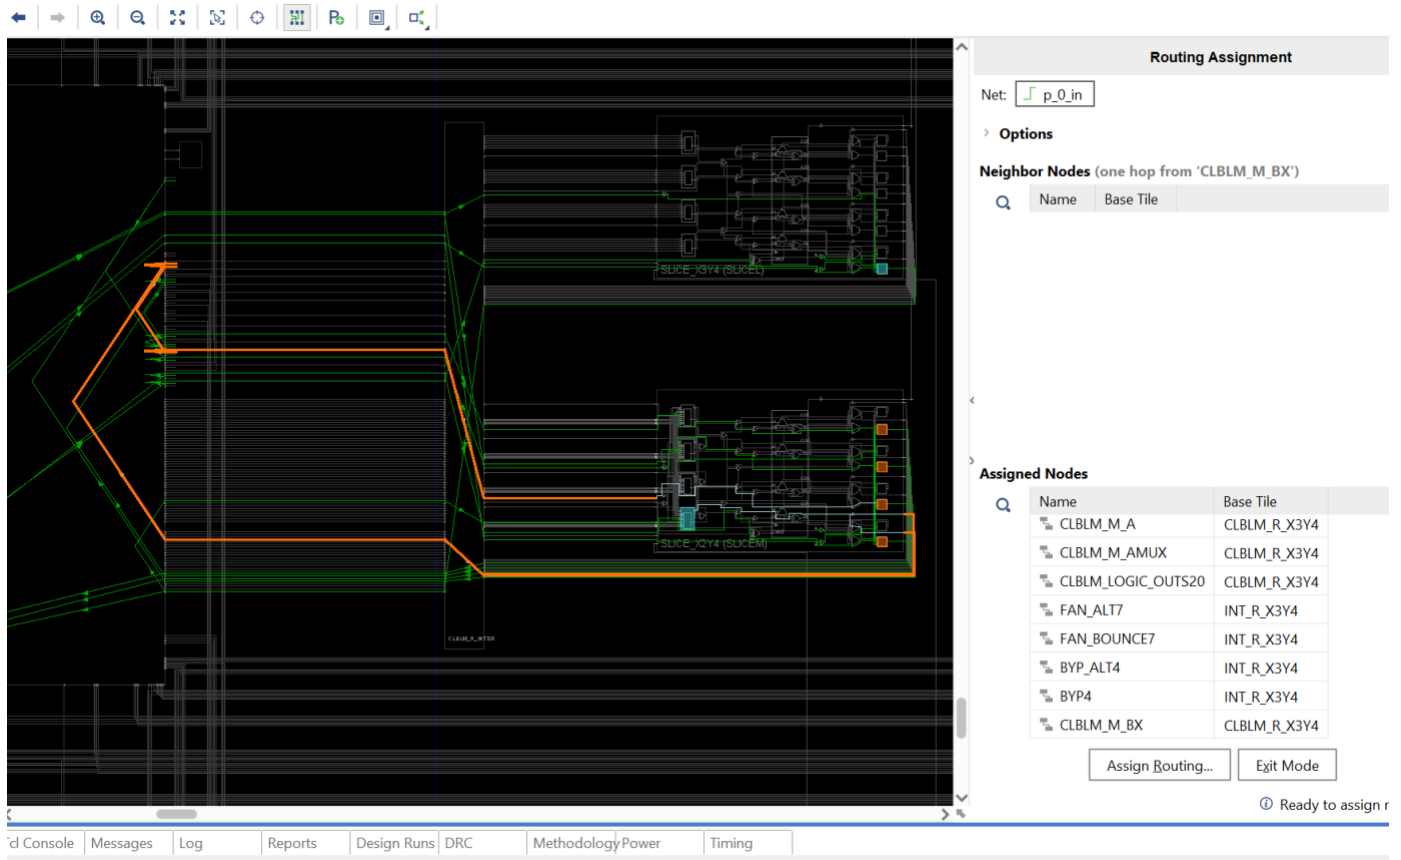 Routing Assignment
Net: p_0_in
Options
Neighbor Nodes (one hop from 'CLBLM_M_BX')
Name Base Tile
SLICE_X3Y4 (SLICEL)
SLICE_X2Y4 (SLICEM)
Assigned Nodes
Name Base Tile
CLBLM_M_A CLBLM_R_X3Y4
CLBLM_M_AMUX CLBLM_R_X3Y4
CLBLM_LOGIC_OUTS20 CLBLM_R_X3Y4
FAN_ALT7 INT_R_X3Y4
FAN_BOUNCE7 INT_R_X3Y4
BYP_ALT4 INT_R_X3Y4
BYP4 INT_R_X3Y4
CLBLM_M_BX CLBLM_R_X3Y4
Assign Routing... Exit Mode
Ready to assign r
cl Console Messages Log Reports Design Runs DRC Methodology Power Timing